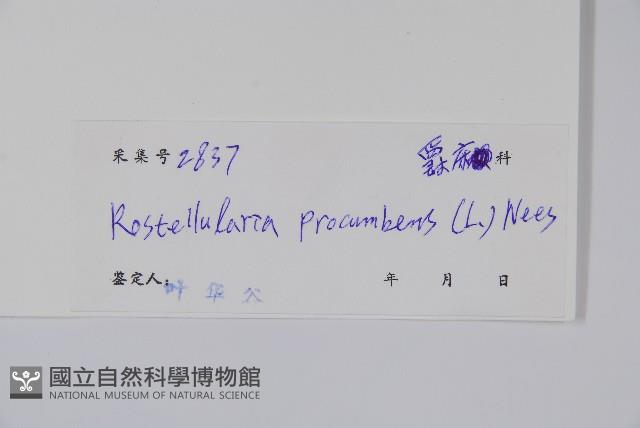 采集号 2837 爵床科
Rostellularia procumbens (L.) Nees
鉴定人: 叶华谷
年 月 日
國立自然科學博物館
NATIONAL MUSEUM OF NATURAL SCIENCE